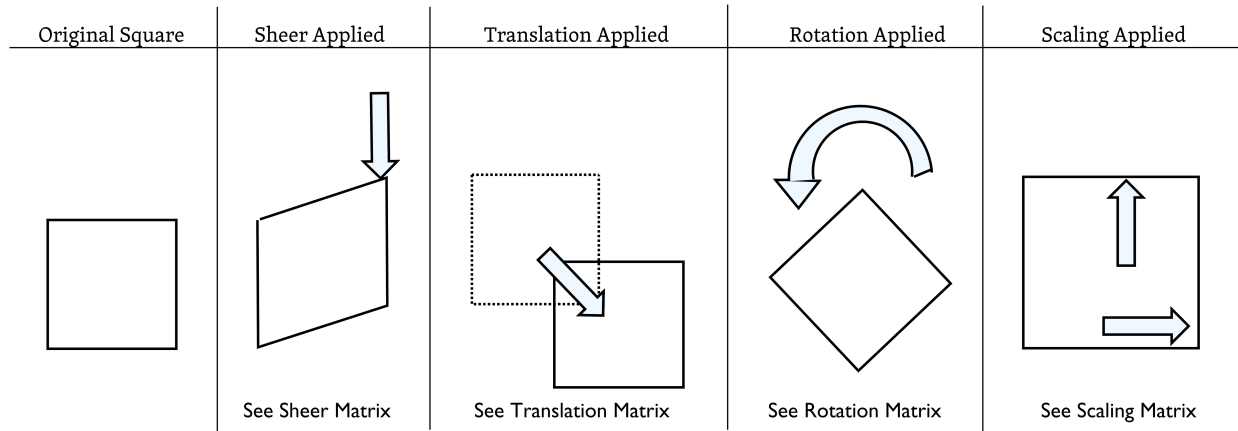 Original Square
Sheer Applied
Translation Applied
Rotation Applied
Scaling Applied
See Sheer Matrix
See Translation Matrix
See Rotation Matrix
See Scaling Matrix